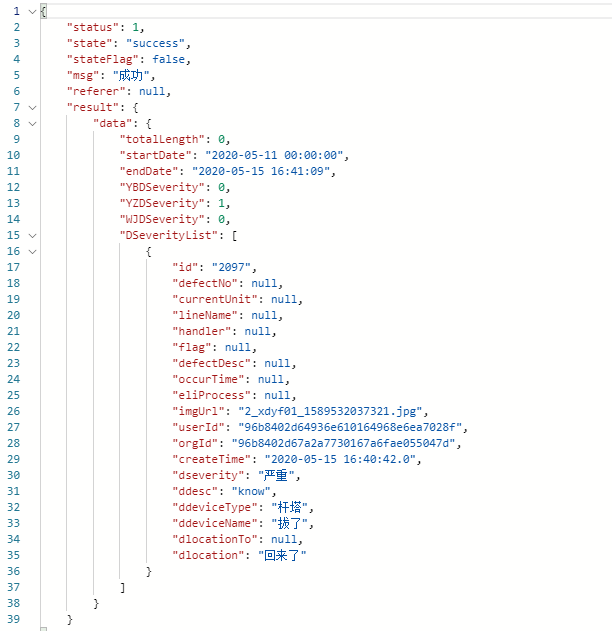 1 {
2 "status": 1,
3 "state": "success",
4 "stateFlag": false,
5 "msg": "成功",
6 "referer": null,
7 "result": {
8 "data": {
9 "totalLength": 0,
10 "startDate": "2020-05-11 00:00:00",
11 "endDate": "2020-05-15 16:41:09",
12 "YBDSeverity": 0,
13 "YZDSeverity": 1,
14 "WJDSeverity": 0,
15 "DSeverityList": [
16 {
17 "id": "2097",
18 "defectNo": null,
19 "currentUnit": null,
20 "lineName": null,
21 "handler": null,
22 "flag": null,
23 "defectDesc": null,
24 "occurTime": null,
25 "eliProcess": null,
26 "imgUrl": "2_xdyf01_1589532037321.jpg",
27 "userId": "96b8402d64936e610164968e6ea7028f",
28 "orgId": "96b8402d67a2a7730167a6fae055047d",
29 "createTime": "2020-05-15 16:40:42.0",
30 "dseverity": "严重",
31 "ddesc": "know",
32 "ddeviceType": "杆塔",
33 "ddeviceName": "拔了",
34 "dlocationTo": null,
35 "dlocation": "回来了"
36 }
37 ]
38 }
39 }